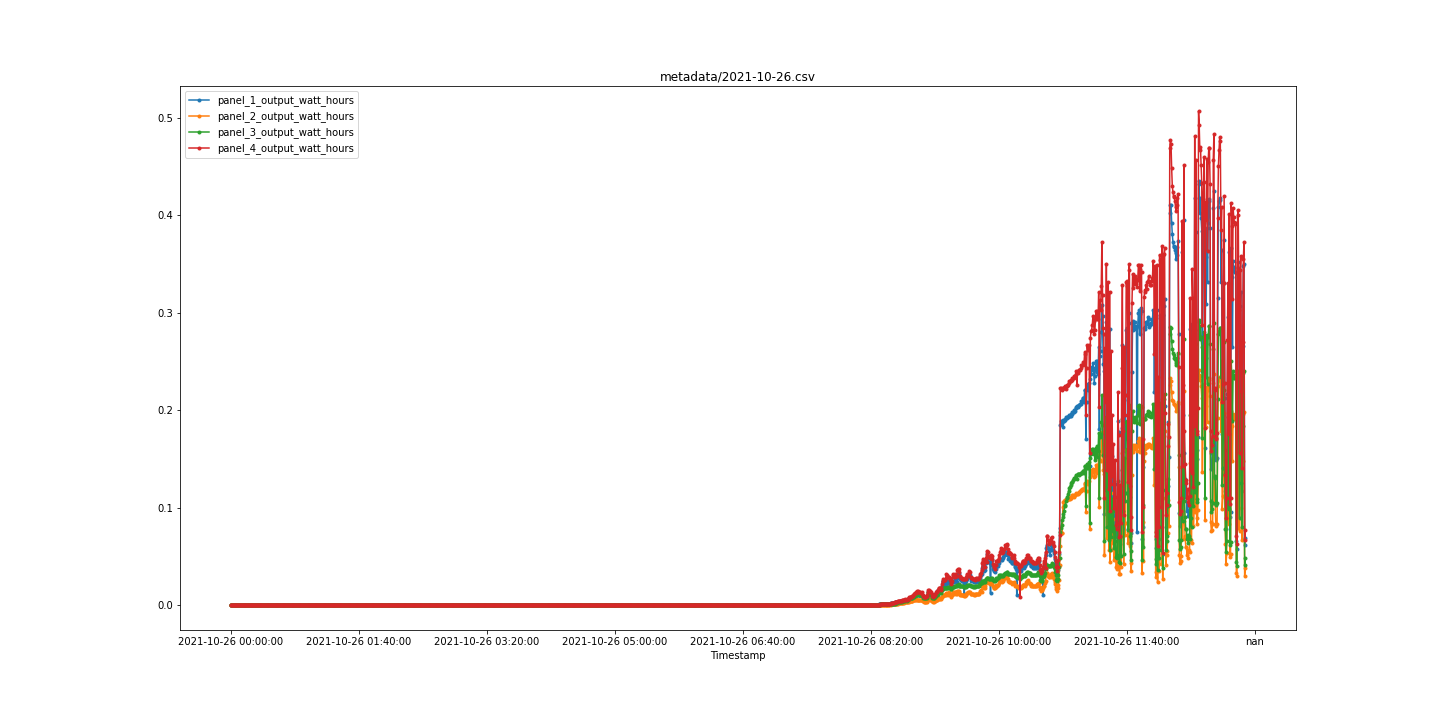 metadata/2021-10-26.csv
panel_1_output_watt_hours
panel_2_output_watt_hours
panel_3_output_watt_hours
panel_4_output_watt_hours
0.5
0.4
0.3
0.2
0.1
0.0
2021-10-26 00:00:00 2021-10-26 01:40:00 2021-10-26 03:20:00 2021-10-26 05:00:00 2021-10-26 06:40:00 2021-10-26 08:20:00 2021-10-26 10:00:00 2021-10-26 11:40:00 nan
Timestamp